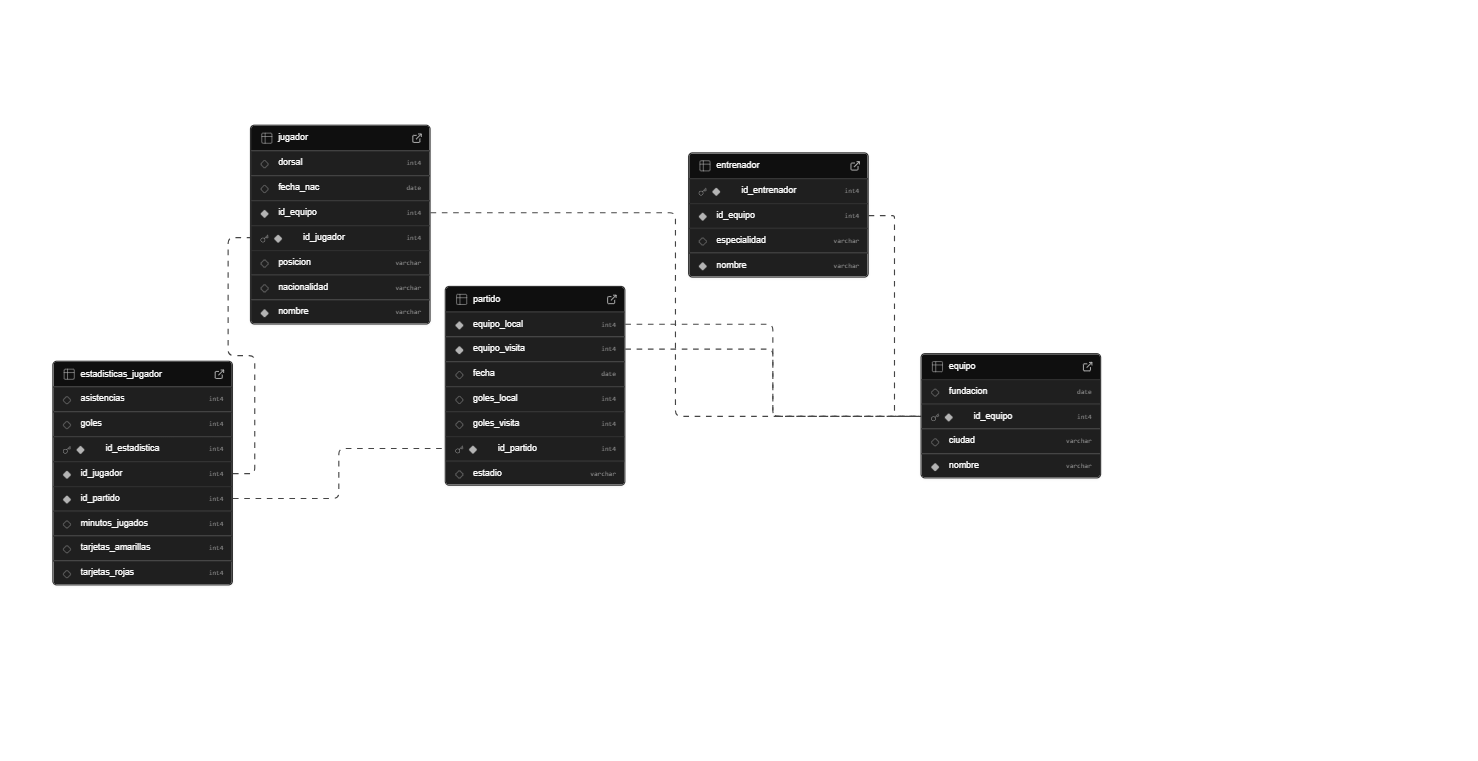 jugador
dorsal int4
fecha_nac date
id_equipo int4
id_jugador int4
posicion varchar
nacionalidad varchar
nombre varchar
entrenador
id_entrenador int4
id_equipo int4
especialidad varchar
nombre varchar
partido
equipo_local int4
equipo_visita int4
fecha date
goles_local int4
goles_visita int4
id_partido int4
estadio varchar
equipo
fundacion date
id_equipo int4
ciudad varchar
nombre varchar
estadisticas_jugador
asistencias int4
goles int4
id_estadistica int4
id_jugador int4
id_partido int4
minutos_jugados int4
tarjetas_amarillas int4
tarjetas_rojas int4